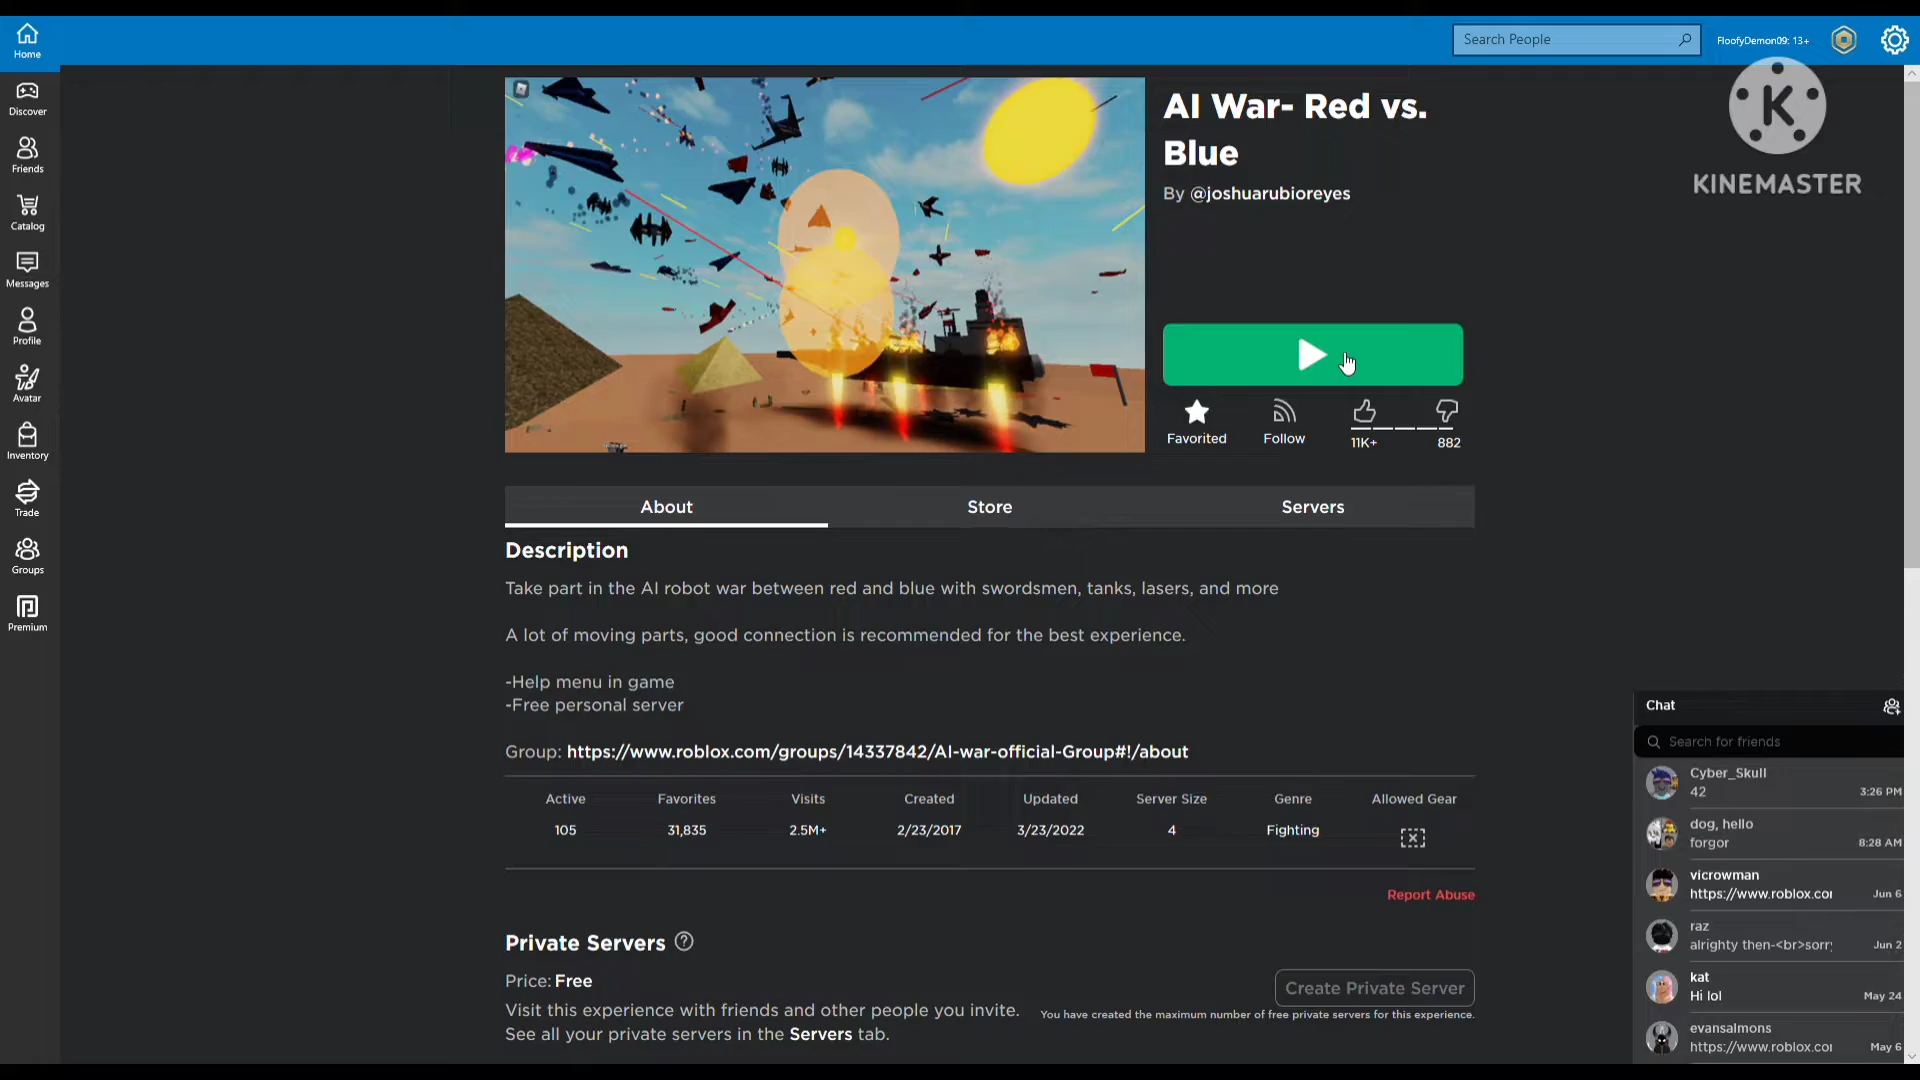 Home
Search People
FloofyDemon09: 13+
Discover
Friends
Catalog
Messages
Profile
Avatar
Inventory
Trade
Groups
Premium
K
KINEMASTER
AI War- Red vs.
Blue
By @joshuarubioreyes
Favorited
Follow
11K+
882
About
Store
Servers
Description
Take part in the AI robot war between red and blue with swordsmen, tanks, lasers, and more
A lot of moving parts, good connection is recommended for the best experience.
-Help menu in game
-Free personal server
Group: https://www.roblox.com/groups/14337842/AI-war-official-Group#!/about
Active Favorites Visits Created Updated Server Size Genre Allowed Gear
105 31,835 2.5M+ 2/23/2017 3/23/2022 4 Fighting
Report Abuse
Private Servers
Price: Free
Visit this experience with friends and other people you invite.
See all your private servers in the Servers tab.
Create Private Server
You have created the maximum number of free private servers for this experience.
Chat
Search for friends
Cyber_Skull
42 3:26 PM
dog, hello
forgor 8:28 AM
vicrowman
https://www.roblox.co Jun 6
raz
alrighty then-<br>sorr Jun 2
kat
Hi lol May 24
evansalmons
https://www.roblox.co May 6